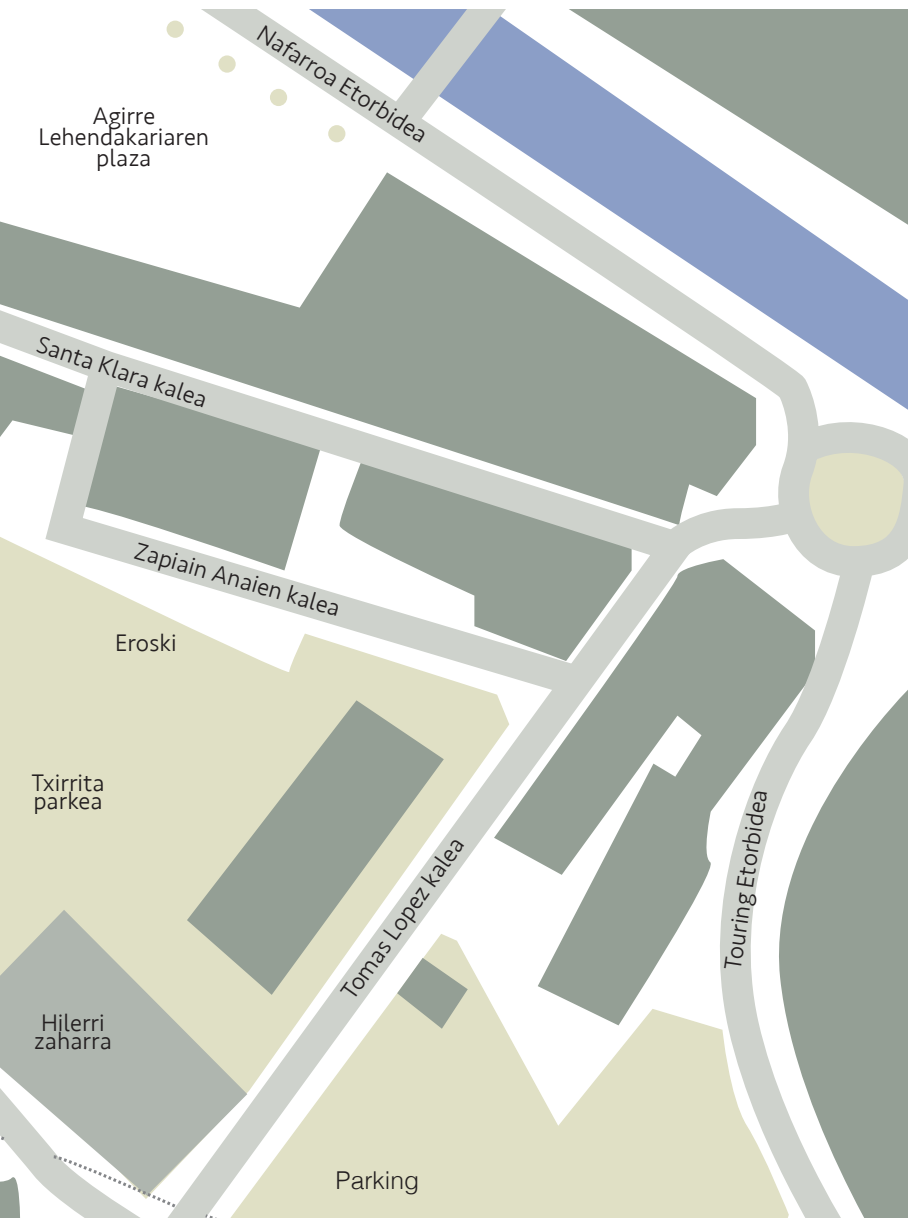 Nafarroa Etorbidea
Agirre
Lehendakariaren
plaza
Santa Klara kalea
Zapiain Anaien kalea
Eroski
Txirrita
parkea
Touring Etorbidea
Tomas Lopez kalea
Hilerri
zaharra
Parking